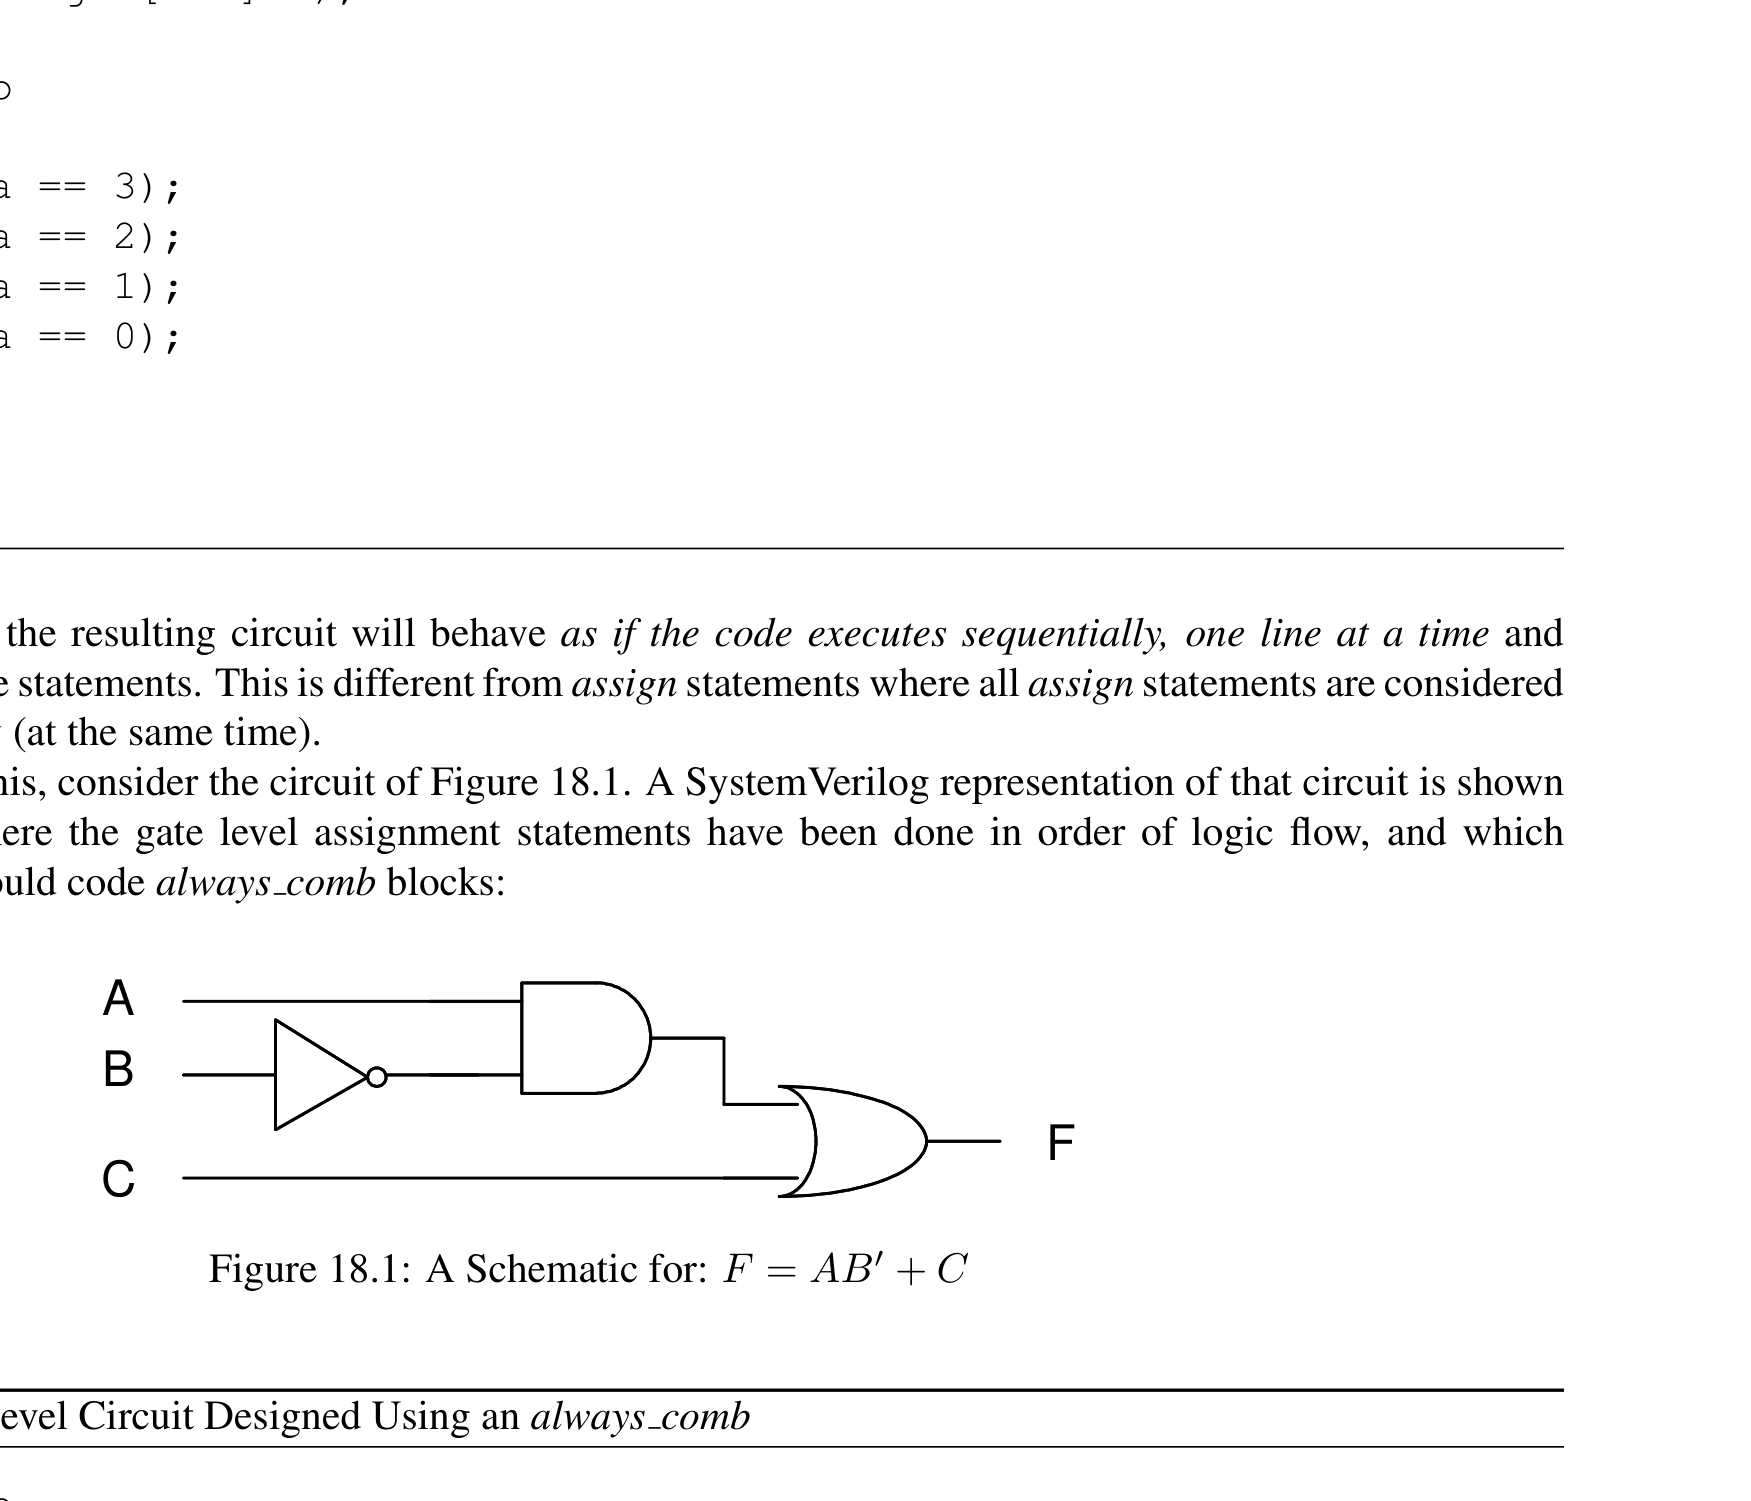 == 3);
== 2);
== 1);
== 0);
the resulting circuit will behave as if the code executes sequentially, one line at a time and
statements. This is different from assign statements where all assign statements are considered
(at the same time).
consider the circuit of Figure 18.1. A SystemVerilog representation of that circuit is shown
the gate level assignment statements have been done in order of logic flow, and which
code always_comb blocks:
A
B
C
F
Figure 18.1: A Schematic for: F = AB′ + C
Circuit Designed Using an always_comb